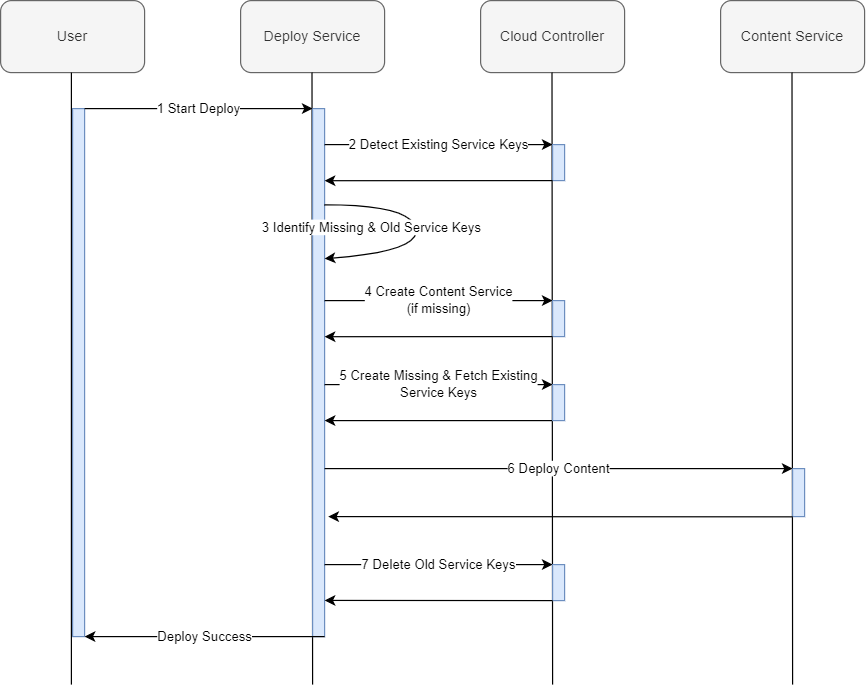 User
Deploy Service
Cloud Controller
Content Service
1 Start Deploy
2 Detect Existing Service Keys
3 Identify Missing & Old Service Keys
4 Create Content Service
(if missing)
5 Create Missing & Fetch Existing
Service Keys
6 Deploy Content
7 Delete Old Service Keys
Deploy Success